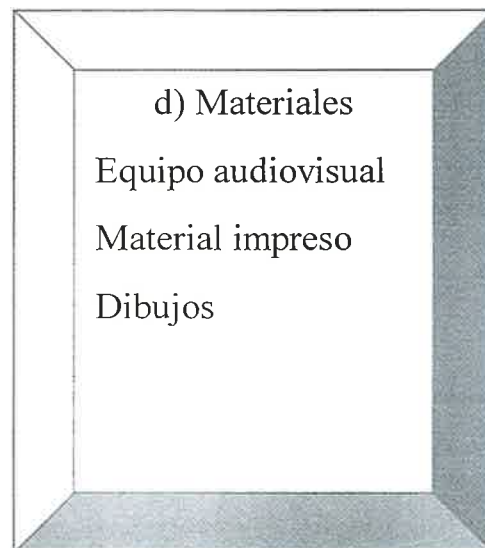 d) Materiales
Equipo audiovisual
Material impreso
Dibujos